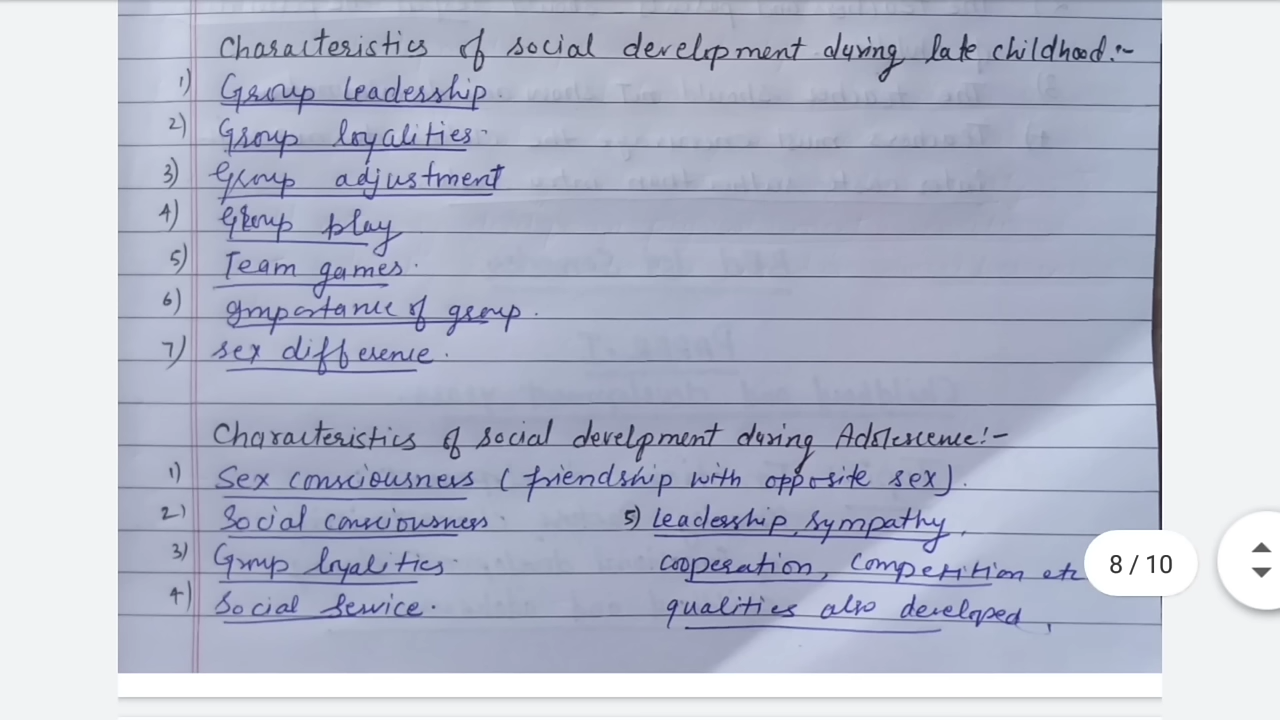 Characteristics of social development during late childhood:-
1) Group leadership.
2) Group loyalities.
3) Group adjustment
4) Group play
5) Team games.
6) Importance of group.
7) sex difference.
Characteristics of social develpment during Adolescence:-
1) Sex consciousness (friendship with opposite sex).
2) Social consciousness.
3) Group loyalities.
4) Social Service.
5) Leadership, sympathy,
cooperation, competition etc
qualities also developed,
8 / 10